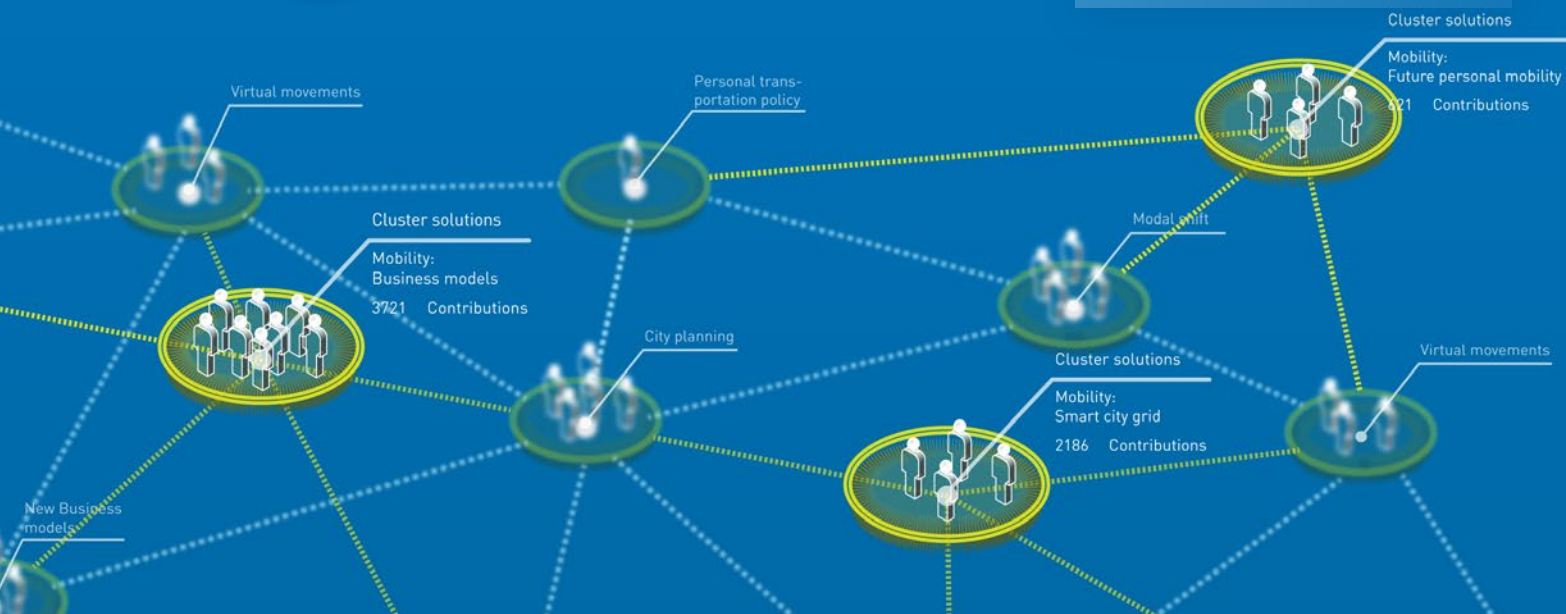 Cluster solutions
Mobility:
Future personal mobility
621 Contributions
Virtual movements
Personal trans-
portation policy
Cluster solutions
Mobility:
Business models
3721 Contributions
Modal shift
City planning
Cluster solutions
Mobility:
Smart city grid
2186 Contributions
Virtual movements
New Business
models